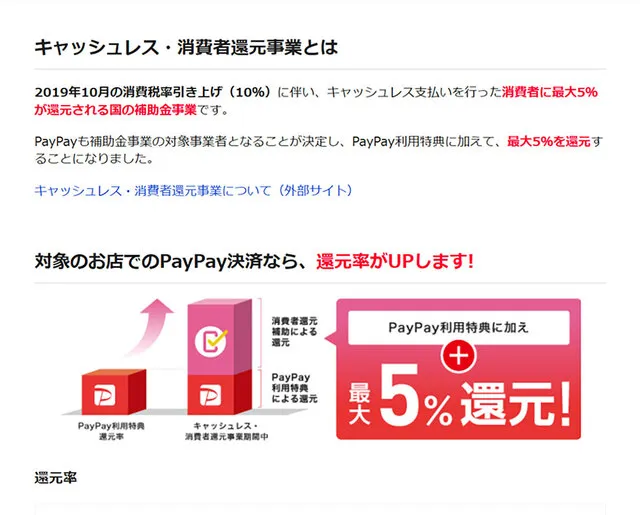 キャッシュレス・消費者還元事業とは
2019年10月の消費税率引き上げ（10%）に伴い、キャッシュレス支払いを行った消費者に最大5%
が還元される国の補助金事業です。
PayPayも補助金事業の対象事業者となることが決定し、PayPay利用特典に加えて、最大5%を還元す
ることになりました。
キャッシュレス・消費者還元事業について（外部サイト）
対象のお店でのPayPay決済なら、還元率がUPします!
消費者還元
補助による
還元
PayPay
利用特典
による還元
PayPay利用特典
還元率
キャッシュレス・
消費者還元事業期間中
PayPay利用特典に加え
+
最大5%還元!
還元率